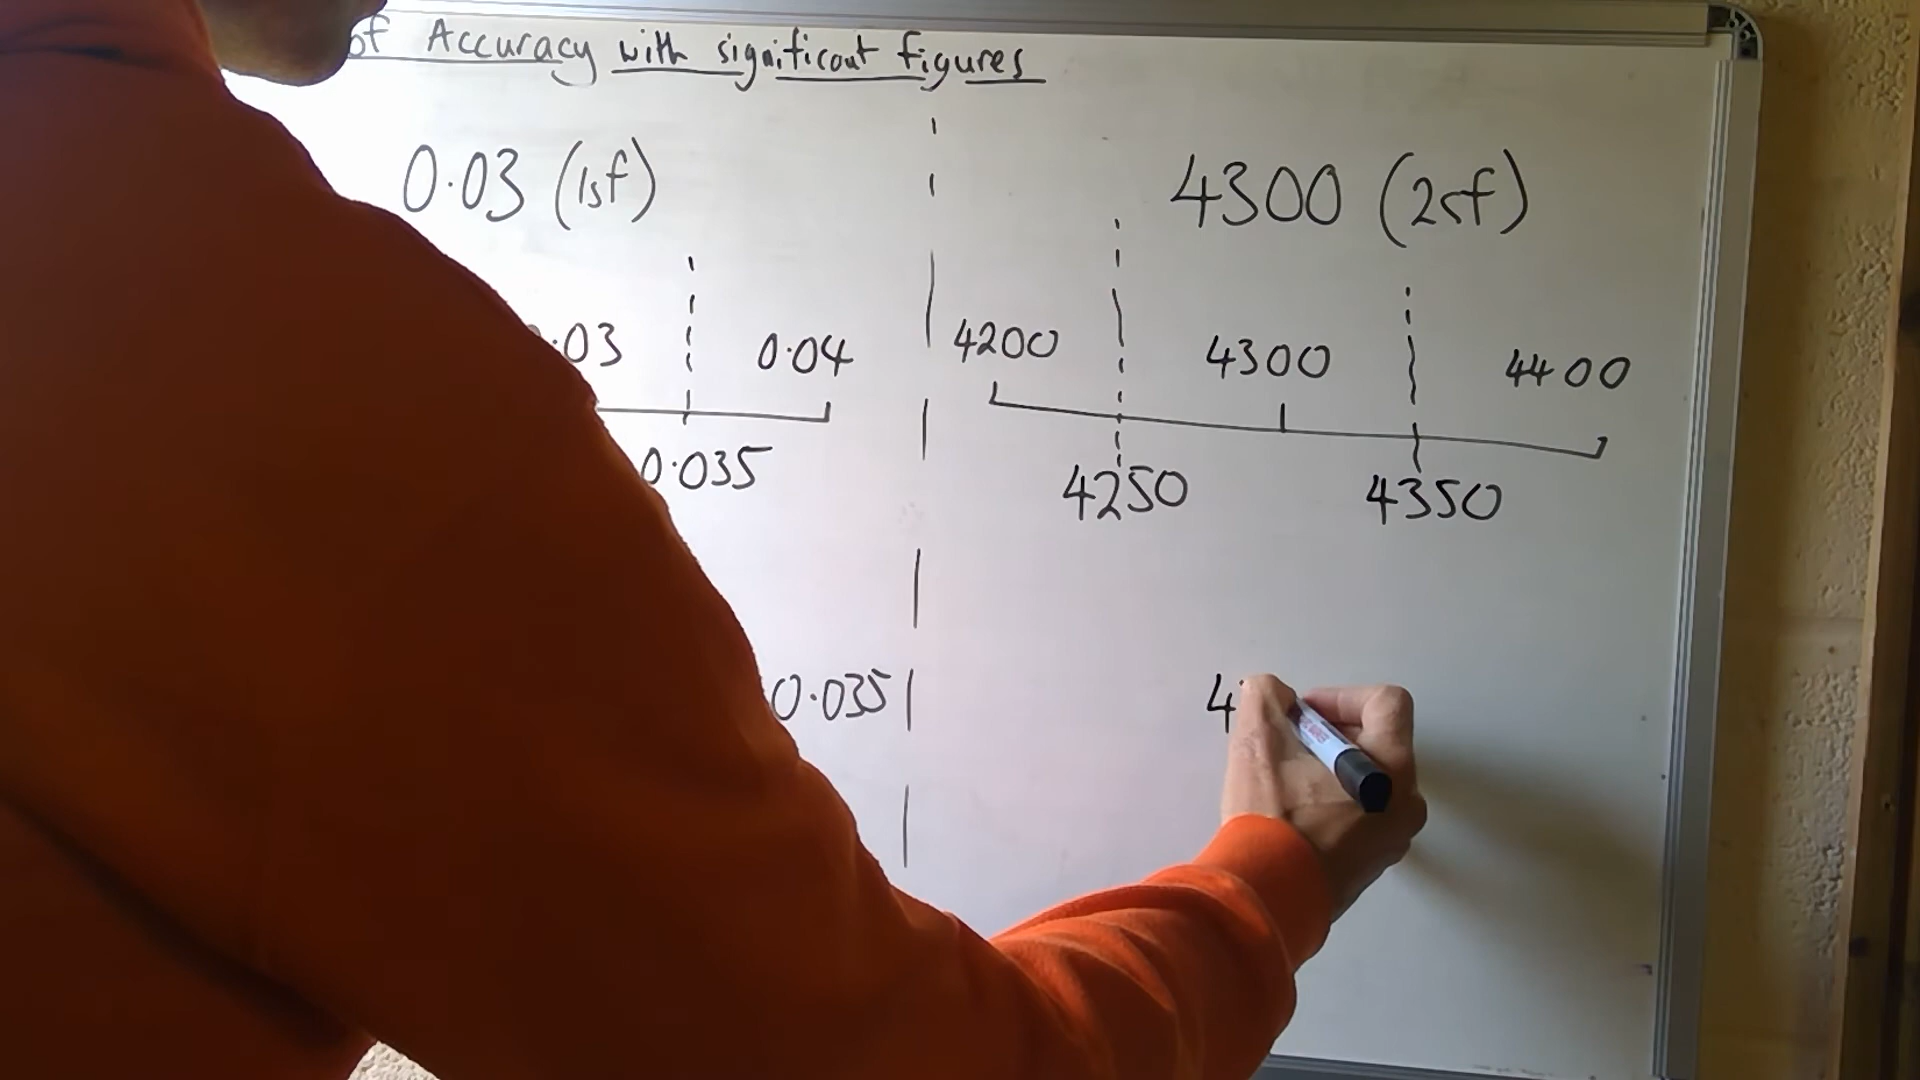 of Accuracy with significant figures
0.03 (1sf)
4300 (2sf)
.03 0.04
4200 4300 4400
0.035
4250 4350
0.035
4